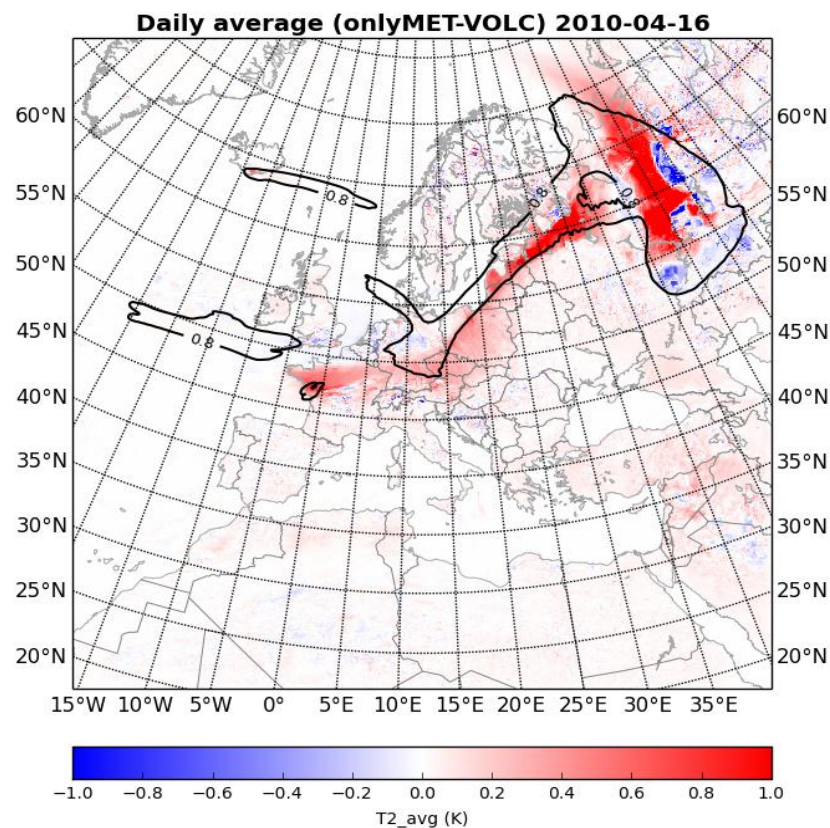 Daily average (onlyMET-VOLC) 2010-04-16
60°N 60°N
55°N 55°N
0.8 0.8
50°N 50°N
45°N 0.8 45°N
40°N 40°N
35°N 35°N
30°N 30°N
25°N 25°N
20°N 20°N
15°W 10°W 5°W 0° 5°E 10°E 15°E 20°E 25°E 30°E 35°E
−1.0 −0.8 −0.6 −0.4 −0.2 0.0 0.2 0.4 0.6 0.8 1.0
T2_avg (K)